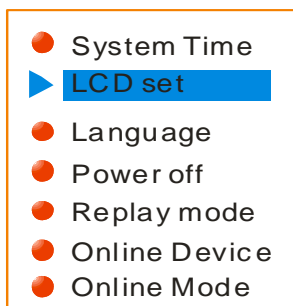 System Time
LCD set
Language
Power off
Replay mode
Online Device
Online Mode